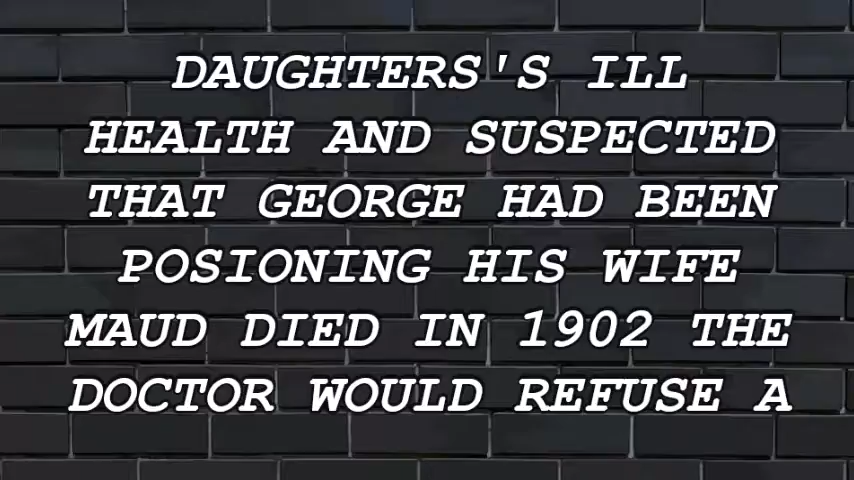 DAUGHTERS'S ILL
HEALTH AND SUSPECTED
THAT GEORGE HAD BEEN
POSIONING HIS WIFE
MAUD DIED IN 1902 THE
DOCTOR WOULD REFUSE A